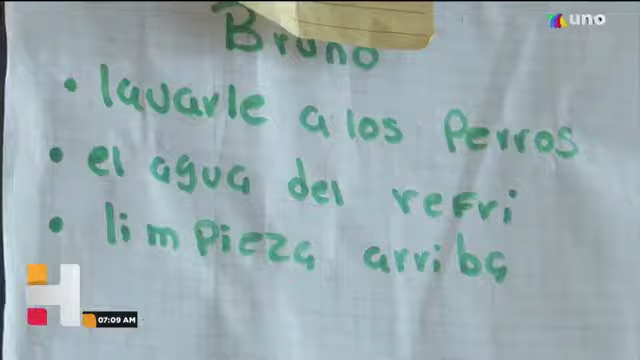 uno
Bruno
• lavarle a los Perros
• el agua del refri
• limpieza arriba
H
07:09 AM